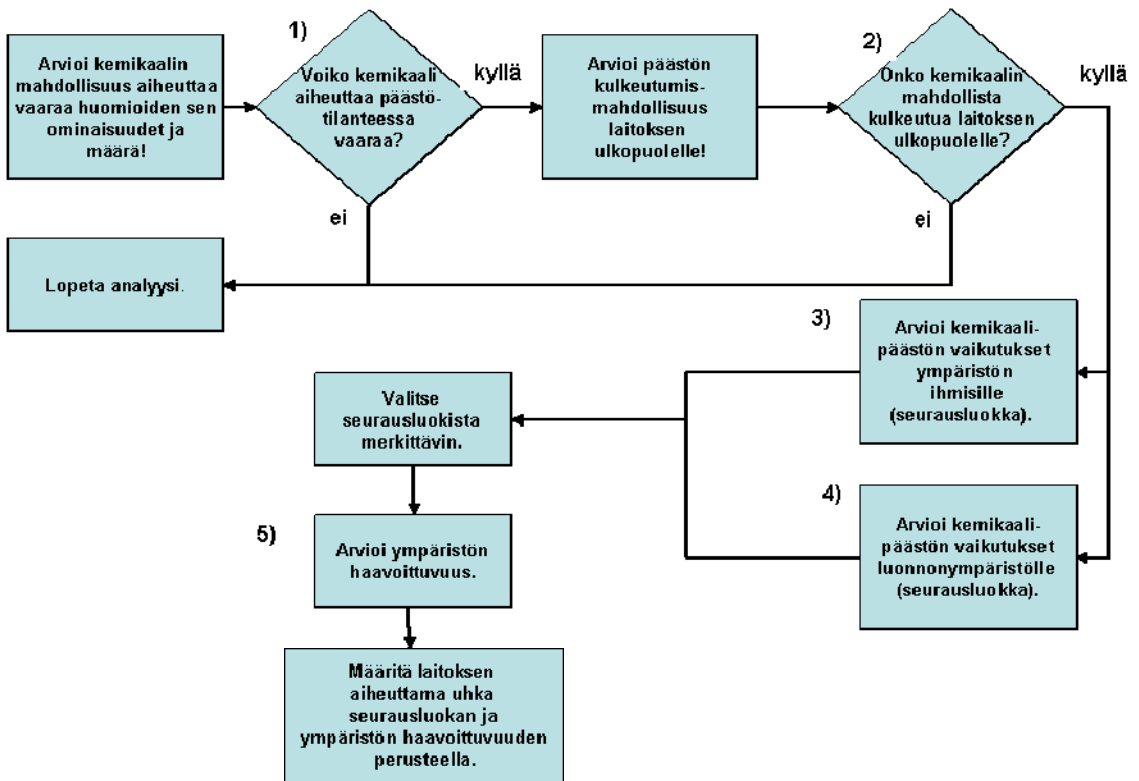 Arvioi kemikaalin
mahdollisuus aiheuttaa
vaaraa huomioiden sen
ominaisuudet ja
määrä!
1)
Voiko kemikaali
aiheuttaa päästö-
tilanteessa
vaaraa?
kyllä
ei
Arvioi päästön
kulkeutumis-
mahdollisuus
laitoksen
ulkopuolelle!
2)
Onko kemikaalin
mahdollista
kulkeutua laitoksen
ulkopuolelle?
kyllä
ei
Lopeta analyysi.
3)
Arvioi kemikaali-
päästön vaikutukset
ympäristön
ihmisille
(seurausluokka).
4)
Arvioi kemikaali-
päästön vaikutukset
luonnonympäristölle
(seurausluokka).
Valitse
seurausluokista
merkittävin.
5)
Arvioi ympäristön
haavoittuvuus.
Määritä laitoksen
aiheuttama uhka
seurausluokan ja
ympäristön haavoittuvuuden
perusteella.